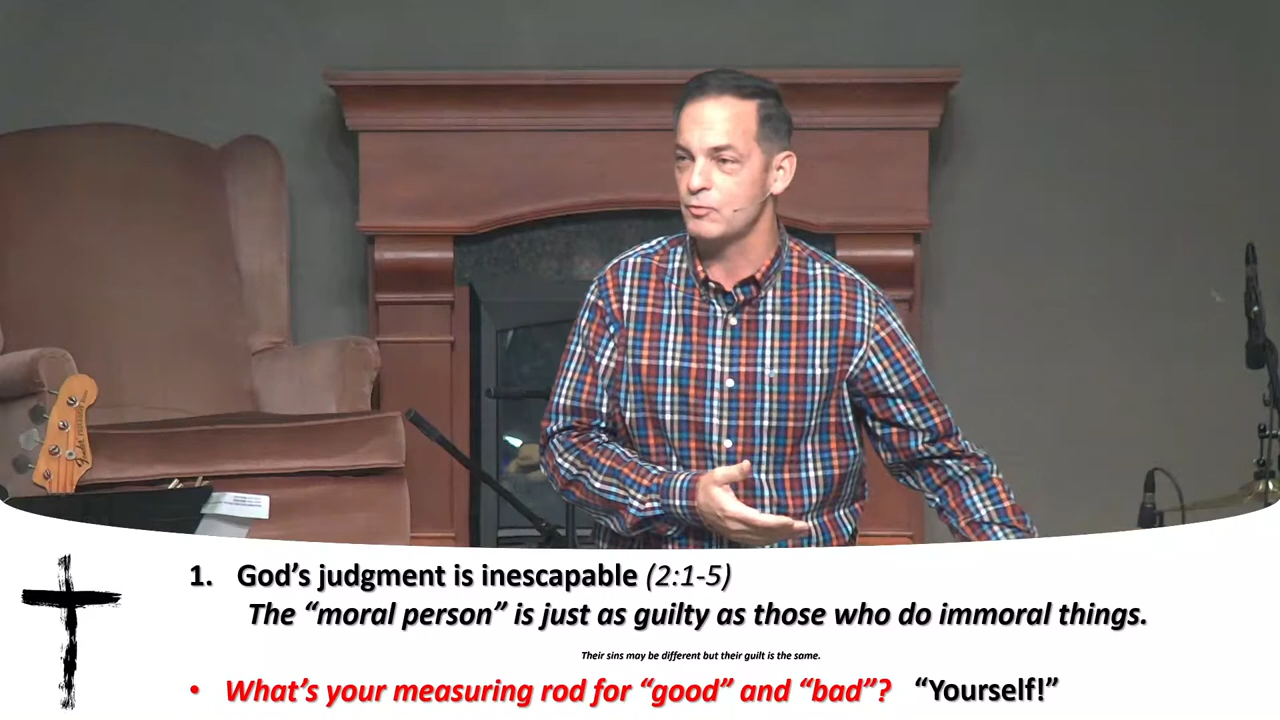 Fender
1. God's judgment is inescapable (2:1-5)
The “moral person” is just as guilty as those who do immoral things.
Their sins may be different but their guilt is the same.
• What's your measuring rod for “good” and “bad”? “Yourself!”